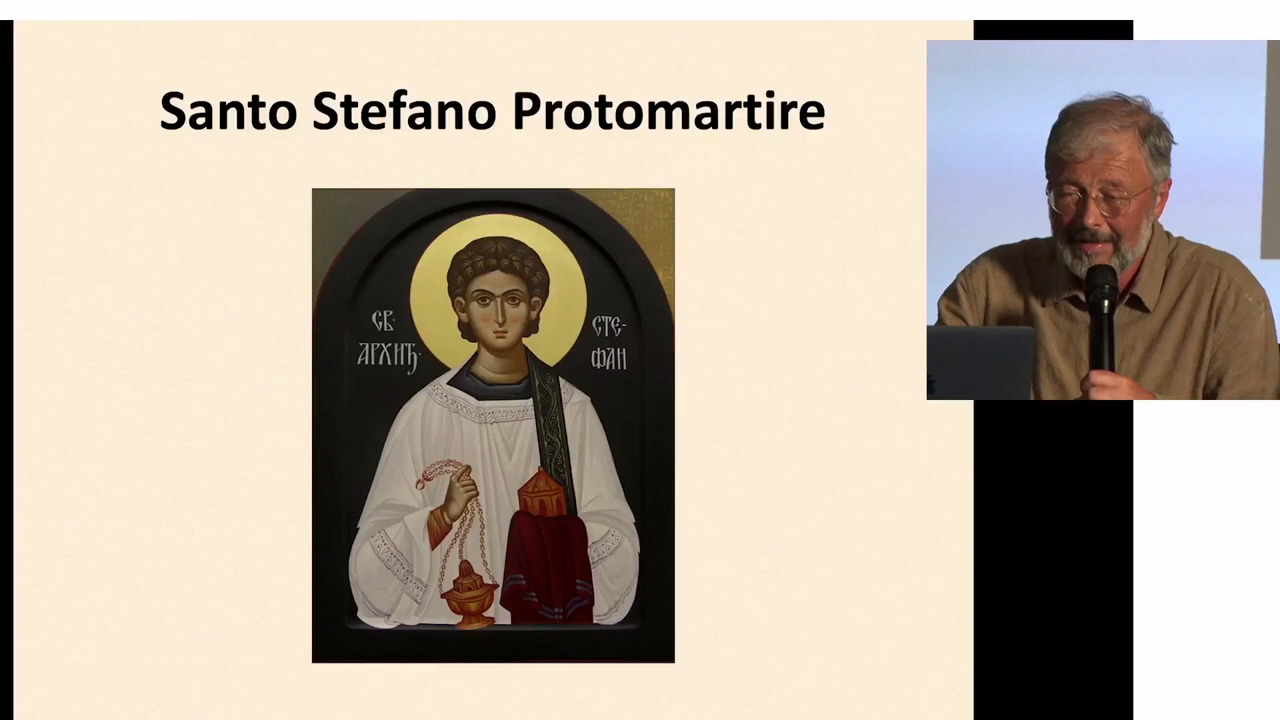 Santo Stefano Protomartire
СВ·
АРХИЂ·
СТЕ-
ФАН